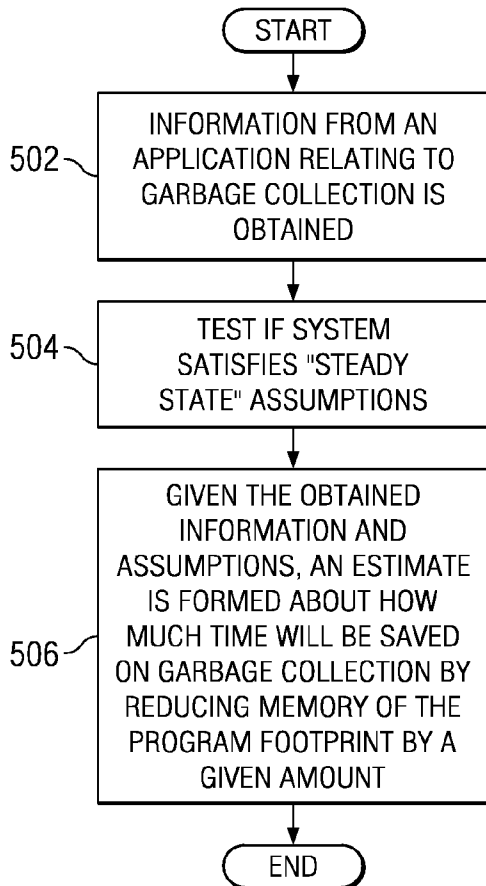 START
502
INFORMATION FROM AN
APPLICATION RELATING TO
GARBAGE COLLECTION IS
OBTAINED
504
TEST IF SYSTEM
SATISFIES "STEADY
STATE" ASSUMPTIONS
506
GIVEN THE OBTAINED
INFORMATION AND
ASSUMPTIONS, AN ESTIMATE
IS FORMED ABOUT HOW
MUCH TIME WILL BE SAVED
ON GARBAGE COLLECTION BY
REDUCING MEMORY OF THE
PROGRAM FOOTPRINT BY A
GIVEN AMOUNT
END